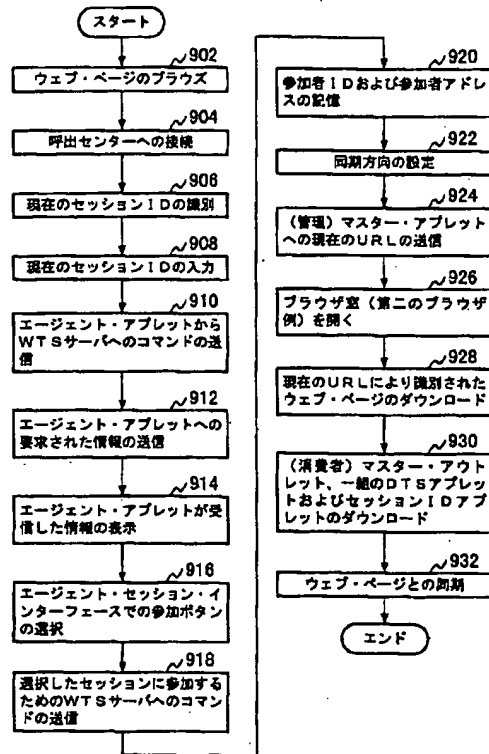 スタート
902
ウェブ・ページのブラウズ
904
呼出センターへの接続
906
現在のセッションIDの識別
908
現在のセッションIDの入力
910
エージェント・アプレットから
WTSサーバへのコマンドの送
信
912
エージェント・アプレットへの
要求された情報の送信
914
エージェント・アプレットが受
信した情報の表示
916
エージェント・セッション・イ
ンターフェースでの参加ボタン
の選択
918
選択したセッションに参加する
ためのWTSサーバへのコマン
ドの送信
920
参加者IDおよび参加者アドレ
スの記憶
922
同期方向の設定
924
(管理)マスター・アプレット
への現在のURLの送信
926
ブラウザ窓(第二のブラウザ
例)を開く
928
現在のURLにより識別された
ウェブ・ページのダウンロード
930
(消費者)マスター・アウト
レット、一組のDTSアプレッ
トおよびセッションIDアプ
レットのダウンロード
932
ウェブ・ページとの同期
エンド